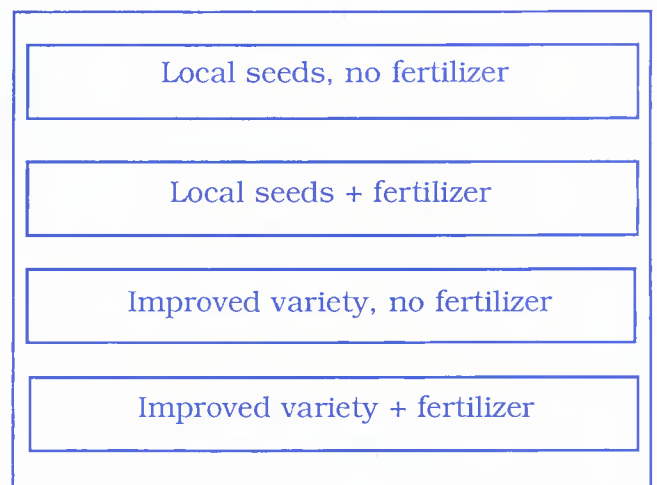 Local seeds, no fertilizer
Local seeds + fertilizer
Improved variety, no fertilizer
Improved variety + fertilizer